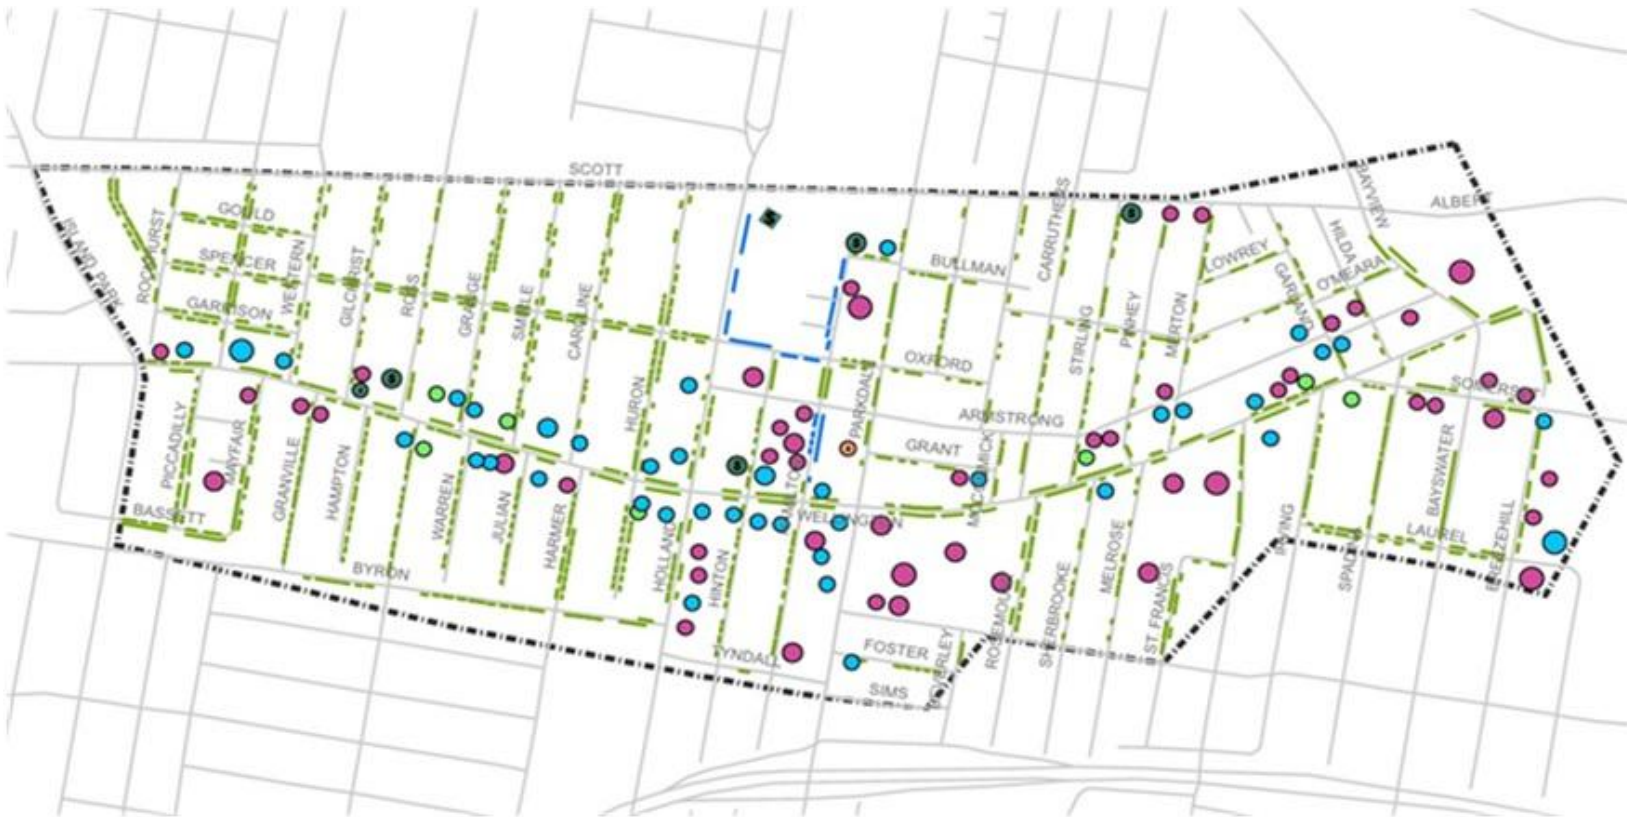 SCOTT
ISLAND PARK
ROCKHURST
GOULD
SPENCER
GARRISON
WESTERN
GILCHRIST
ROSS
GRANGE
SMIRLE
CAROLINE
HURON
BULLMAN
CARRUTHERS
STIRLING
PINHEY
MERTON
LOWREY
GARLAND
HILDA
O'MEARA
BAYVIEW
ALBERT
OXFORD
PARKDALE
ARMSTRONG
GRANT
McCORMICK
SOMERSET
PICCADILLY
MAYFAIR
GRANVILLE
HAMPTON
WARREN
JULIAN
HARMER
HOLLAND
HINTON
HAMILTON
WELLINGTON
BASSETT
BYRON
TYNDALL
FOSTER
SIMS
BEVERLEY
ROSEMOUNT
SHERBROOKE
MELROSE
ST. FRANCIS
IRVING
SPADINA
BAYSWATER
LAUREL
BREEZEHILL